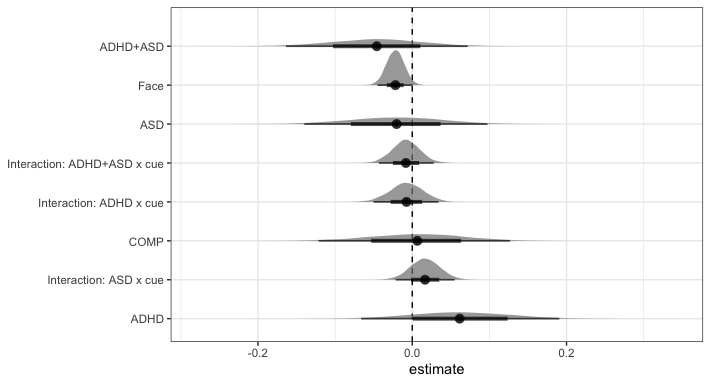 ADHD+ASD
Face
ASD
Interaction: ADHD+ASD x cue
Interaction: ADHD x cue
COMP
Interaction: ASD x cue
ADHD
-0.2 0.0 0.2
estimate